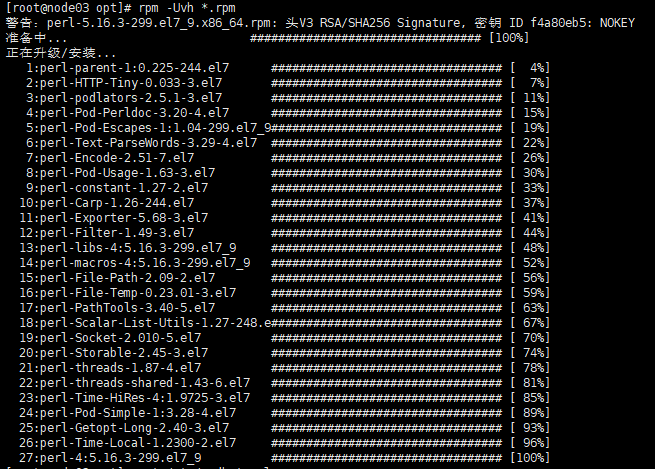 [root@node03 opt]# rpm -Uvh *.rpm
警告：perl-5.16.3-299.el7_9.x86_64.rpm: 头V3 RSA/SHA256 Signature, 密钥 ID f4a80eb5: NOKEY
准备中... ################################# [100%]
正在升级/安装...
1:perl-parent-1:0.225-244.el7 ################################# [ 4%]
2:perl-HTTP-Tiny-0.033-3.el7 ################################# [ 7%]
3:perl-podlators-2.5.1-3.el7 ################################# [ 11%]
4:perl-Pod-Perldoc-3.20-4.el7 ################################# [ 15%]
5:perl-Pod-Escapes-1:1.04-299.el7_9################################# [ 19%]
6:perl-Text-ParseWords-3.29-4.el7 ################################# [ 22%]
7:perl-Encode-2.51-7.el7 ################################# [ 26%]
8:perl-Pod-Usage-1.63-3.el7 ################################# [ 30%]
9:perl-constant-1.27-2.el7 ################################# [ 33%]
10:perl-Carp-1.26-244.el7 ################################# [ 37%]
11:perl-Exporter-5.68-3.el7 ################################# [ 41%]
12:perl-Filter-1.49-3.el7 ################################# [ 44%]
13:perl-libs-4:5.16.3-299.el7_9 ################################# [ 48%]
14:perl-macros-4:5.16.3-299.el7_9 ################################# [ 52%]
15:perl-File-Path-2.09-2.el7 ################################# [ 56%]
16:perl-File-Temp-0.23.01-3.el7 ################################# [ 59%]
17:perl-PathTools-3.40-5.el7 ################################# [ 63%]
18:perl-Scalar-List-Utils-1.27-248.e################################# [ 67%]
19:perl-Socket-2.010-5.el7 ################################# [ 70%]
20:perl-Storable-2.45-3.el7 ################################# [ 74%]
21:perl-threads-1.87-4.el7 ################################# [ 78%]
22:perl-threads-shared-1.43-6.el7 ################################# [ 81%]
23:perl-Time-HiRes-4:1.9725-3.el7 ################################# [ 85%]
24:perl-Pod-Simple-1:3.28-4.el7 ################################# [ 89%]
25:perl-Getopt-Long-2.40-3.el7 ################################# [ 93%]
26:perl-Time-Local-1.2300-2.el7 ################################# [ 96%]
27:perl-4:5.16.3-299.el7_9 ################################# [100%]